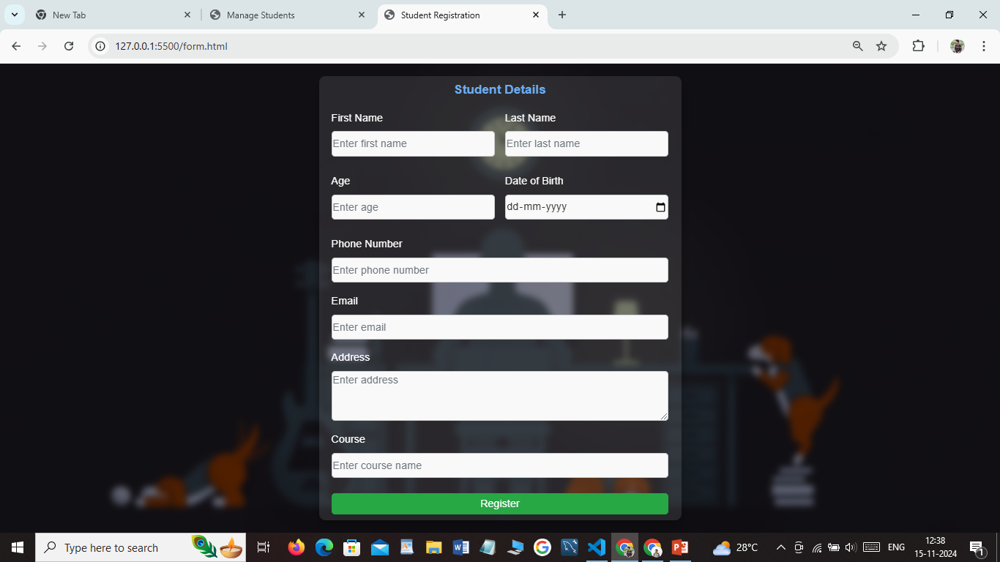 New Tab
Manage Students
Student Registration
127.0.0.1:5500/form.html
Student Details
First Name Last Name
Enter first name Enter last name
Age Date of Birth
Enter age dd-mm-yyyy
Phone Number
Enter phone number
Email
Enter email
Address
Enter address
Course
Enter course name
Register
Type here to search
28°C
ENG
12:38
15-11-2024
1